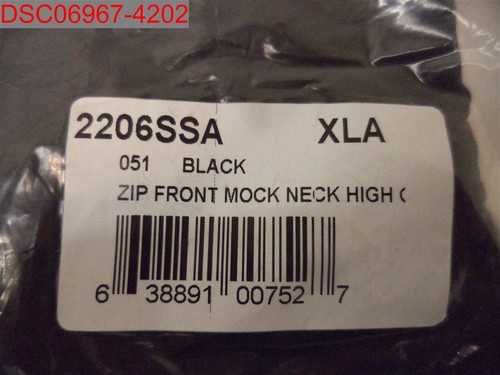 DSC06967-4202
2206SSA XLA
051 BLACK
ZIP FRONT MOCK NECK HIGH
6 38891 00752 7